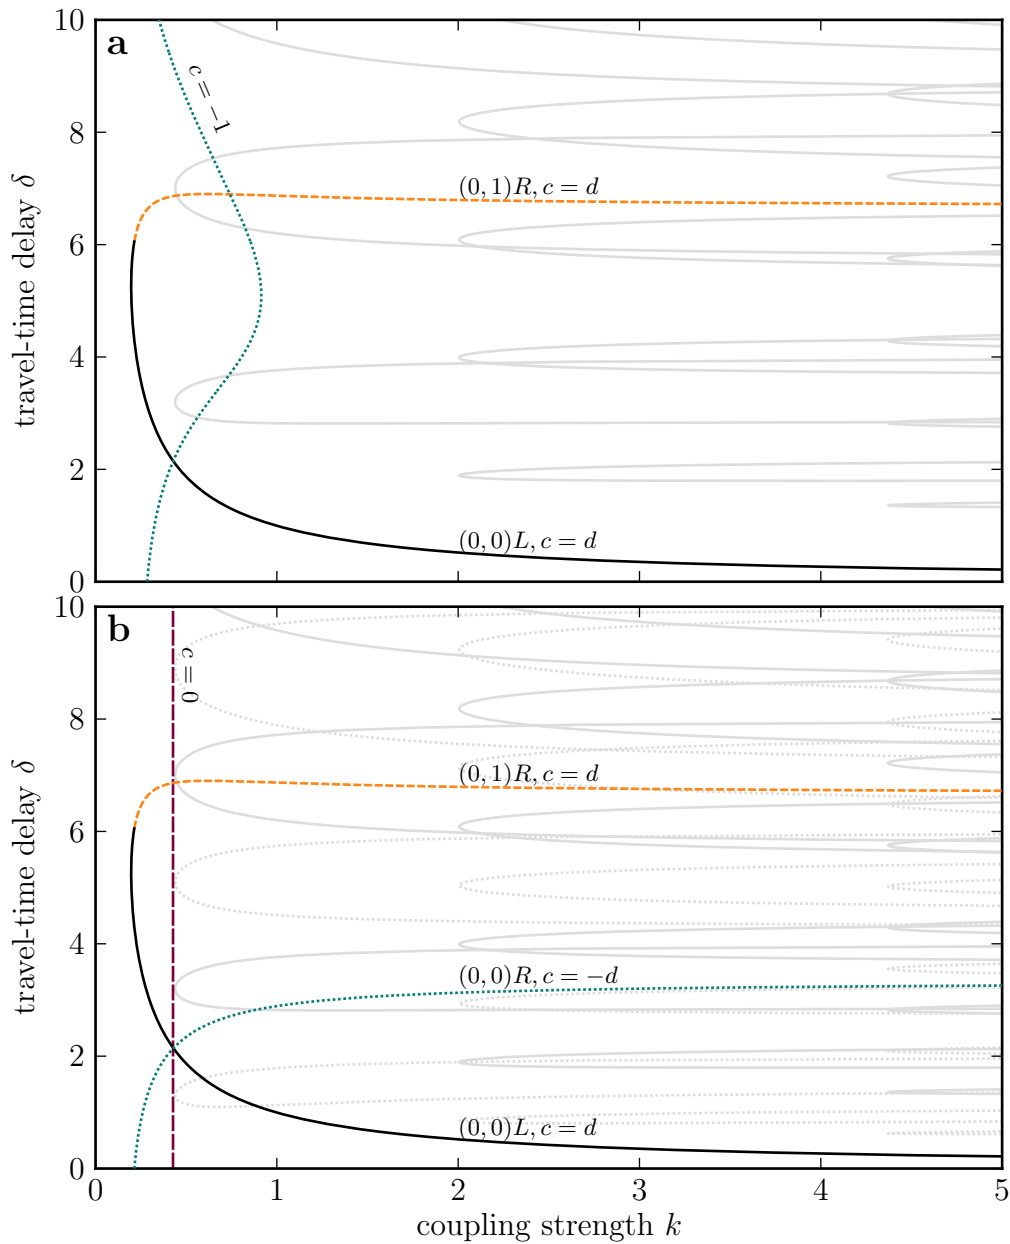 10
a
c = −1
8
(0, 1)R, c = d
6
travel-time delay δ
4
2
(0, 0)L, c = d
0
10
b
c = 0
8
(0, 1)R, c = d
6
travel-time delay δ
4
(0, 0)R, c = −d
2
(0, 0)L, c = d
0
0 1 2 3 4 5
coupling strength k